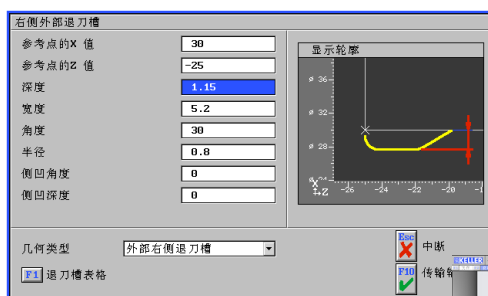 右侧外部退刀槽
参考点的X 值 30
参考点的Z 值 -25
深度 1.15
宽度 5.2
角度 30
半径 0.8
侧凹角度 0
侧凹深度 0
显示轮廓
ø 36
ø 32
ø 28
X
Z
-26 -24 -22 -20
几何类型 外部右侧退刀槽
F1 退刀槽表格
Esc 中断
F10 传输
KELLER